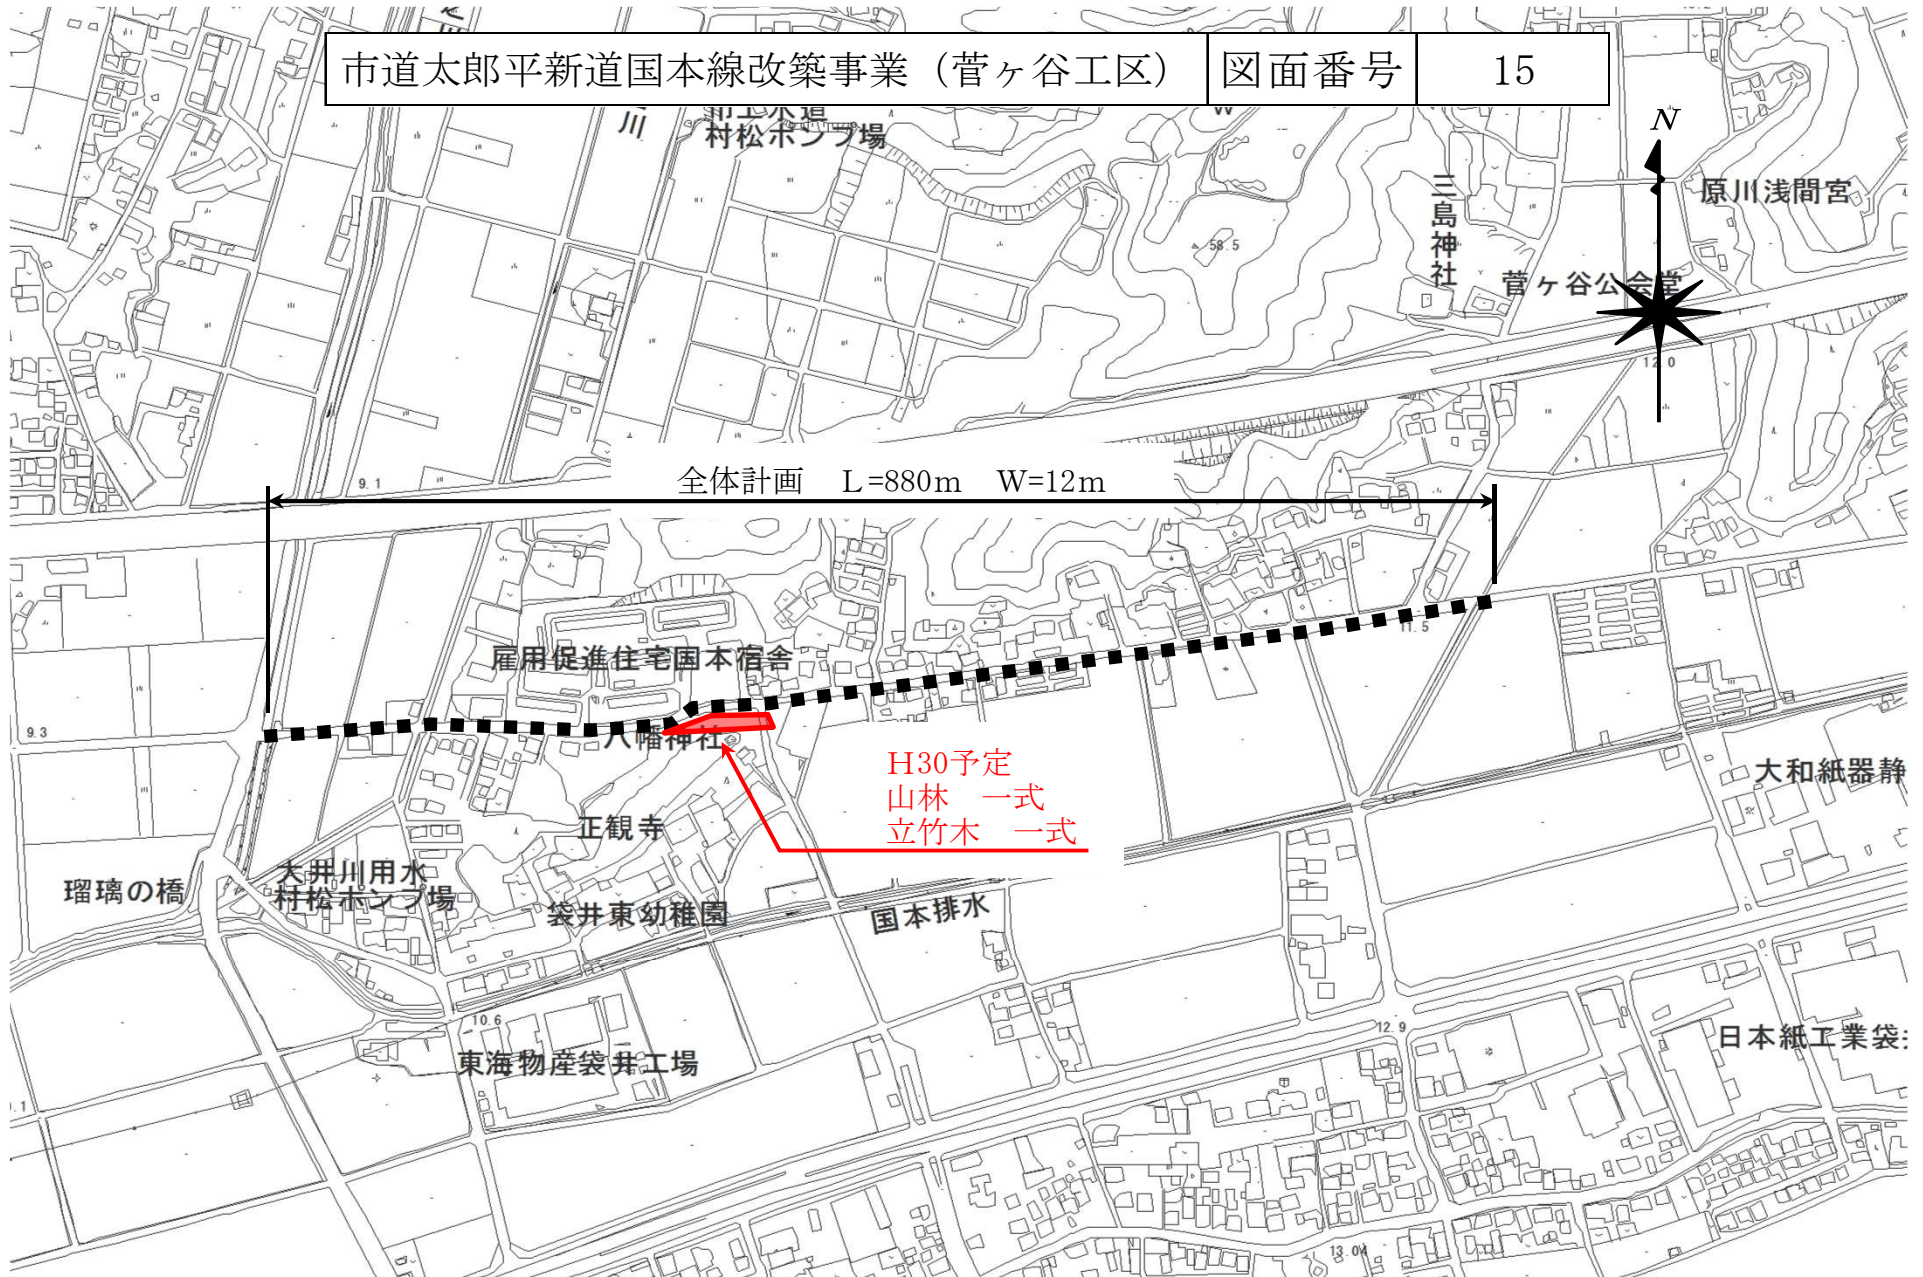 市道太郎平新道国本線改築事業（菅ヶ谷工区）
図面番号
15
川
市上水道
村松ポンプ場
N
三島神社
原川浅間宮
58.5
菅ヶ谷公会堂
12.0
全体計画　L=880m　W=12m
9.1
11.5
雇用促進住宅国本宿舎
9.3
八幡神社
H30予定
山林　一式
立竹木　一式
大和紙器静
正観寺
大井川用水
村松ポンプ場
瑠璃の橋
袋井東幼稚園
国本排水
10.6
12.9
東海物産袋井工場
日本紙工業袋
13.04